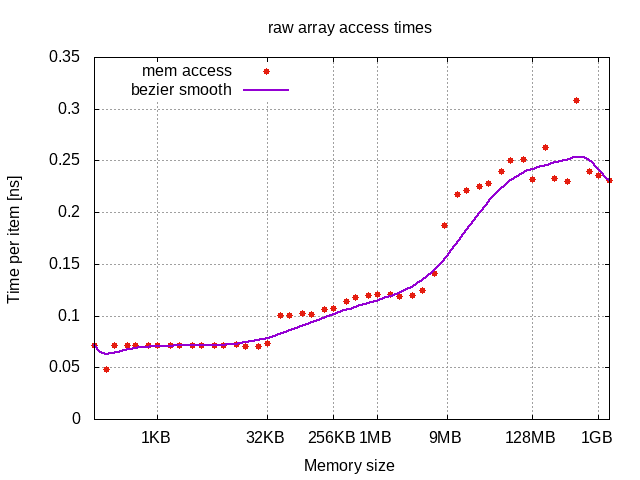 raw array access times
mem access
bezier smooth
Time per item [ns]
0.35
0.3
0.25
0.2
0.15
0.1
0.05
0
1KB 32KB 256KB 1MB 9MB 128MB 1GB
Memory size